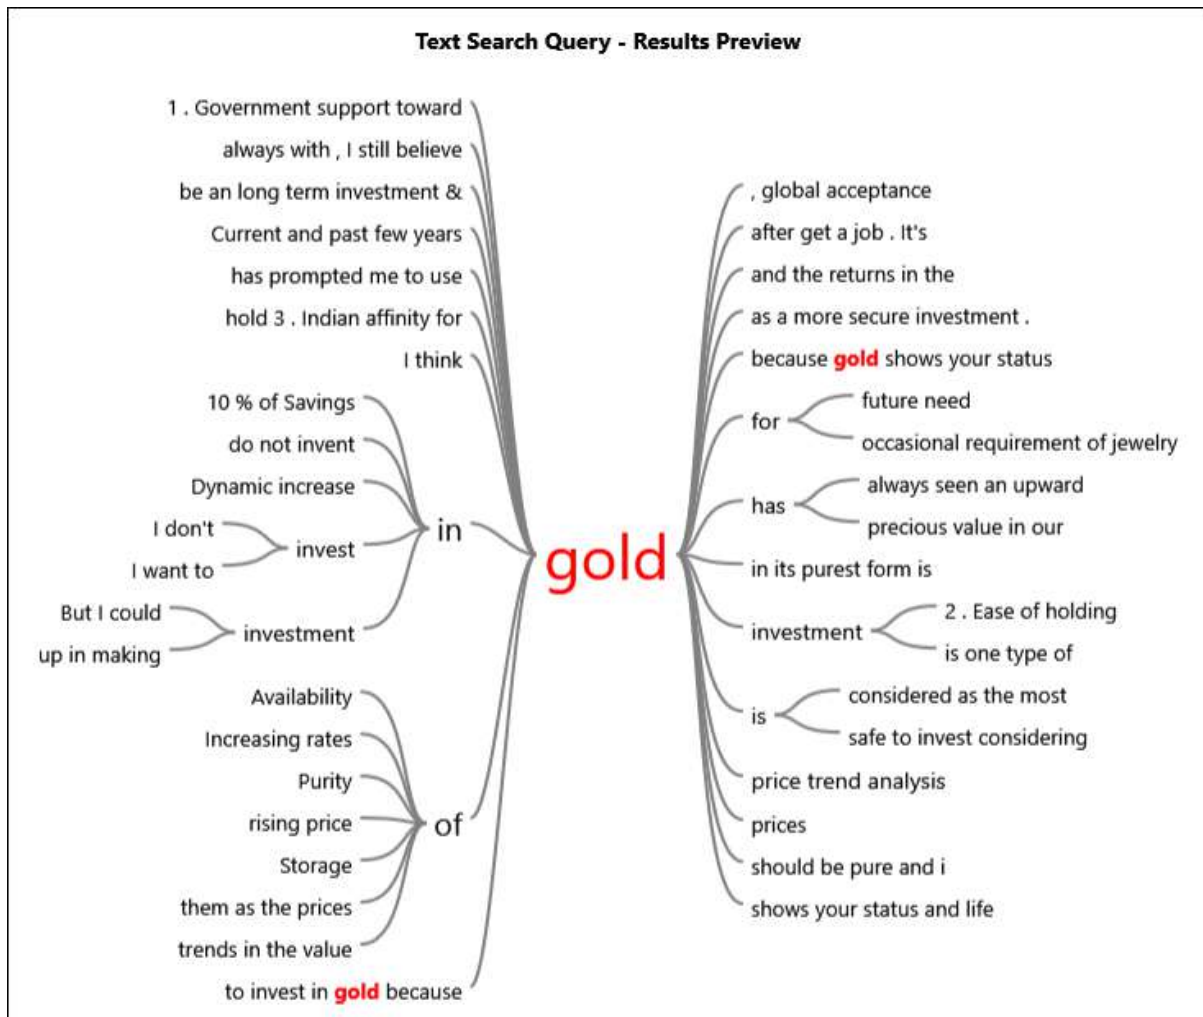 Text Search Query - Results Preview
1 . Government support toward
always with , I still believe
be an long term investment &
Current and past few years
has prompted me to use
hold 3 . Indian affinity for
I think
10 % of Savings
do not invent
Dynamic increase
I don't
I want to
invest
But I could
up in making
investment
in
Availability
Increasing rates
Purity
rising price
Storage
them as the prices
trends in the value
of
to invest in gold because
gold
, global acceptance
after get a job . It's
and the returns in the
as a more secure investment .
because gold shows your status
for
future need
occasional requirement of jewelry
has
always seen an upward
precious value in our
in its purest form is
investment
2 . Ease of holding
is one type of
is
considered as the most
safe to invest considering
price trend analysis
prices
should be pure and i
shows your status and life